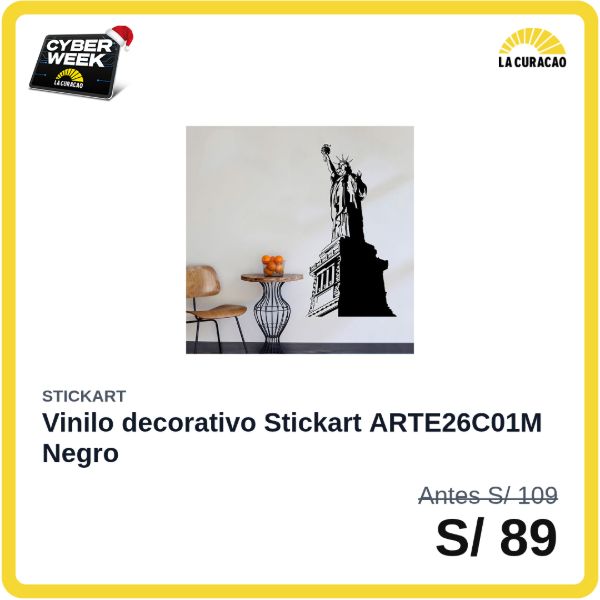 CYBER
WEEK
LA CURACAO
LA CURACAO
STICKART
Vinilo decorativo Stickart ARTE26C01M
Negro
Antes S/ 109
S/ 89